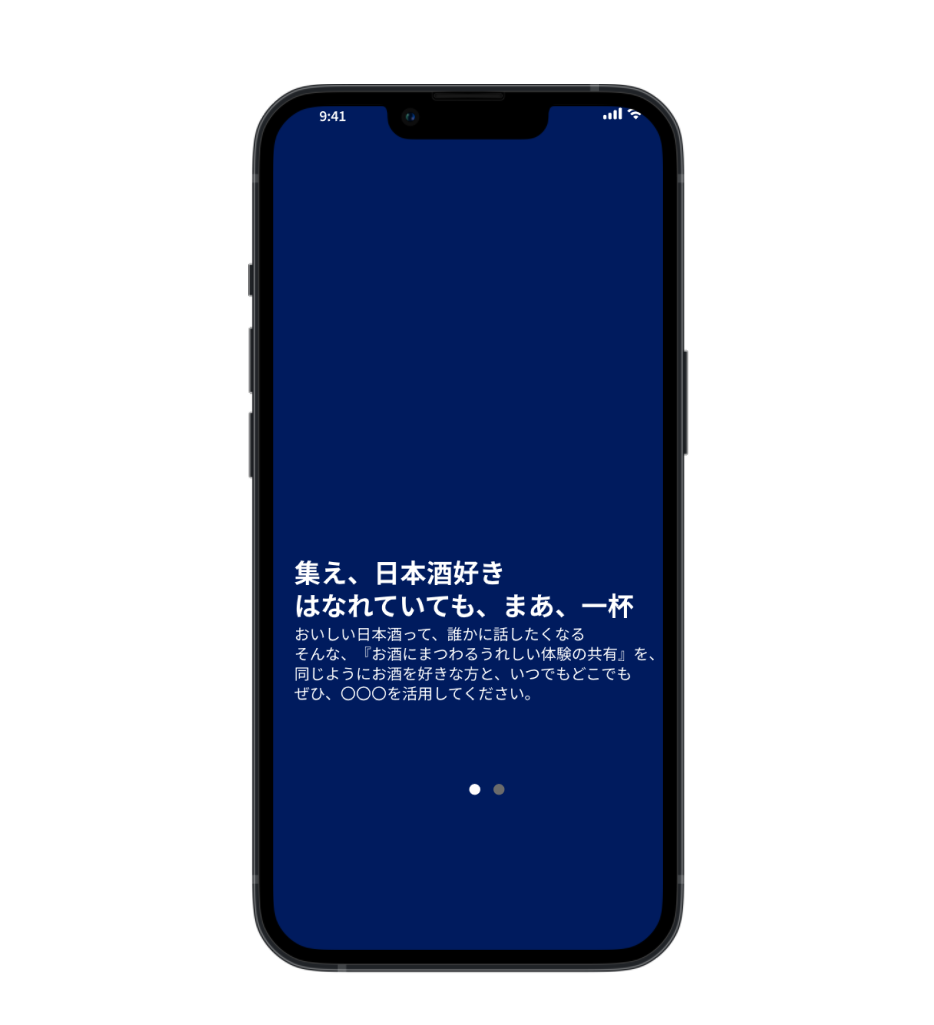 9:41
集え、日本酒好き
はなれていても、まあ、一杯
おいしい日本酒って、誰かに話したくなる
そんな、『お酒にまつわるうれしい体験の共有』を、
同じようにお酒を好きな方と、いつでもどこでも
ぜひ、〇〇〇を活用してください。